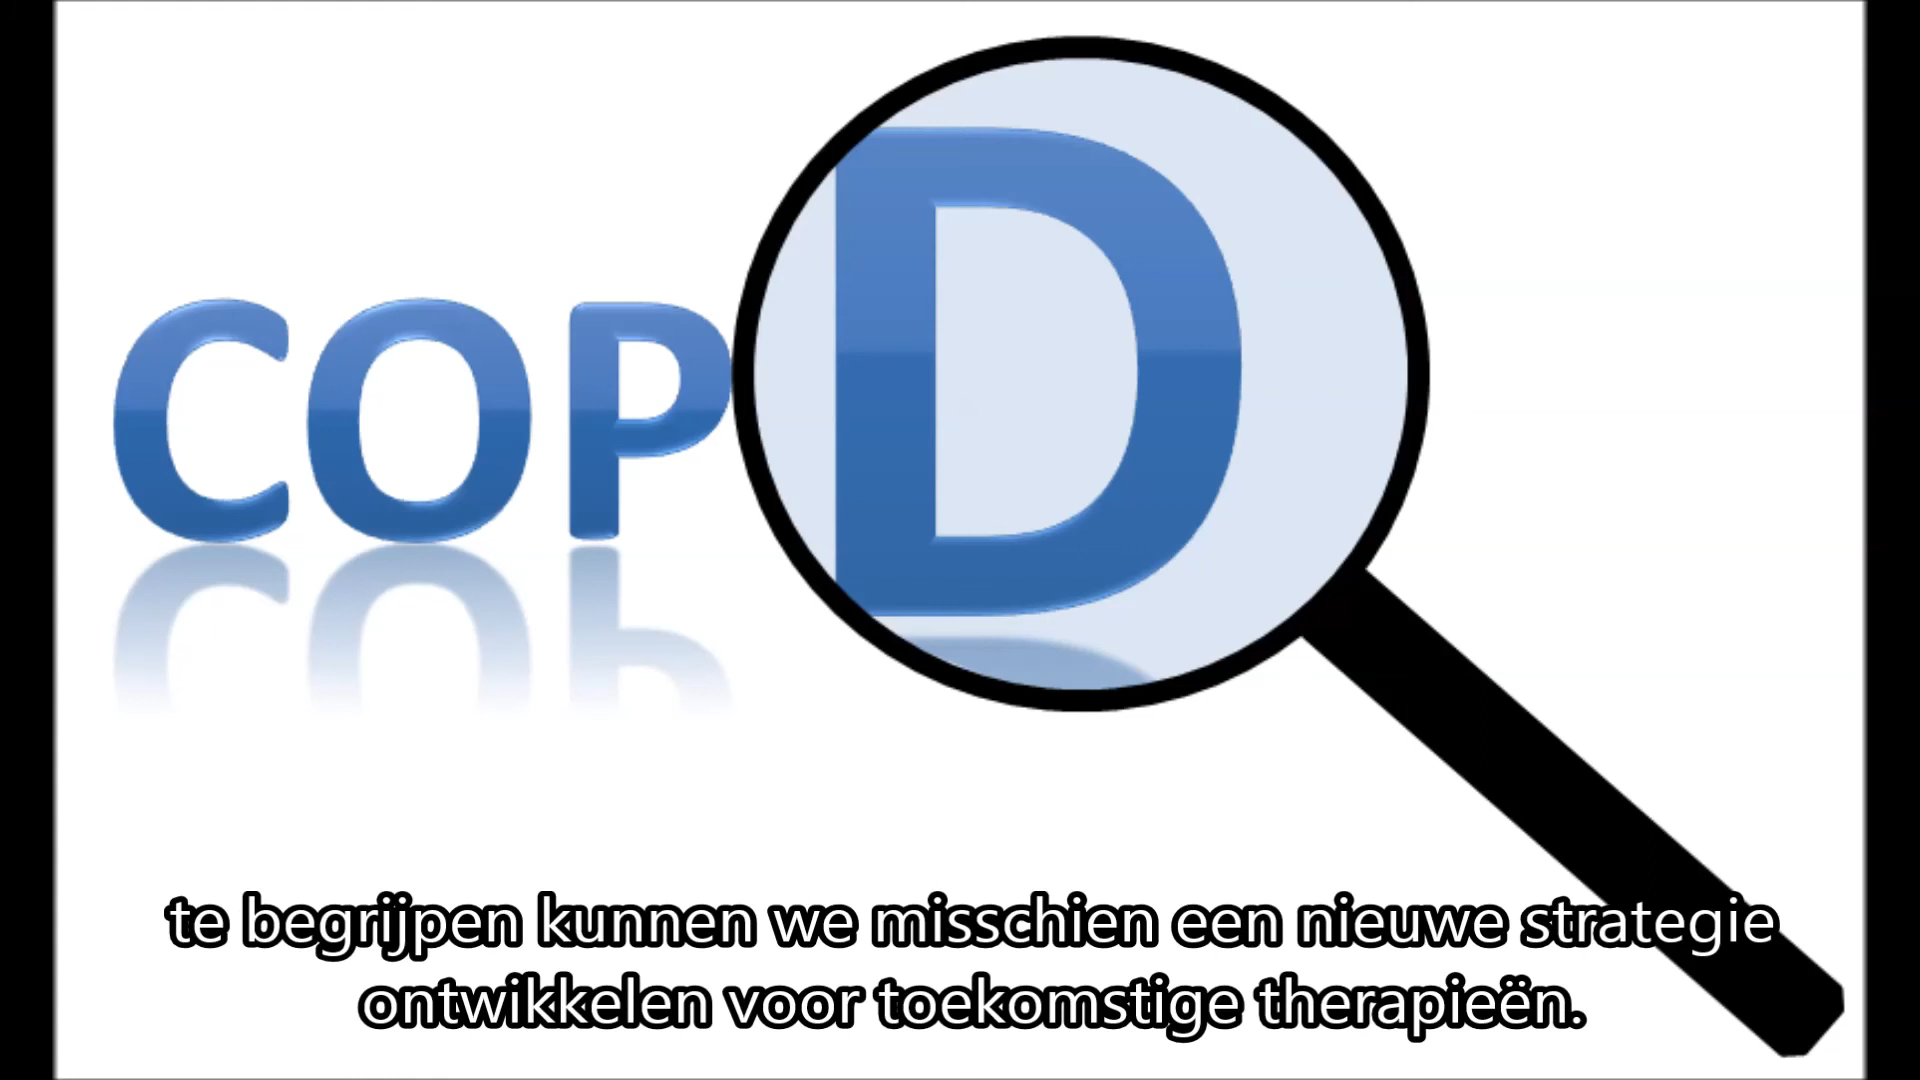 COPD
te begrijpen kunnen we misschien een nieuwe strategie
ontwikkelen voor toekomstige therapieën.